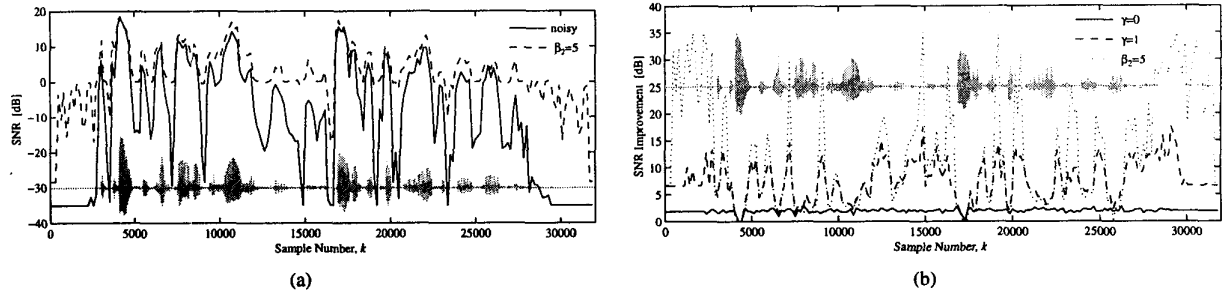 20
10
0
−10
−20
−30
−40
SNR [dB]
noisy
β₂=5
0 5000 10000 15000 20000 25000 30000
Sample Number, k
(a)
40
35
30
25
20
15
10
5
0
SNR Improvement [dB]
γ=0
γ=1
β₂=5
0 5000 10000 15000 20000 25000 30000
Sample Number, k
(b)